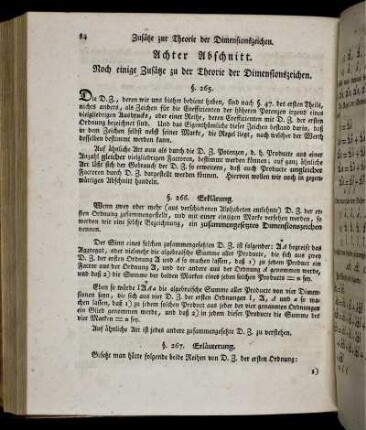 84 Zusätze zur Theorie der Dimensionszeichen.
Achter Abschnitt.
Noch einige Zusätze zu der Theorie der Dimensionszeichen.
§. 265.
Die D. Z., deren wir uns bisher bedient haben, sind nach §. 47. des ersten Theils,
nichts anders, als Zeichen für die Coefficienten der höheren Potenzen irgend eines
vielgliedrigen Ausdrucks, oder einer Reihe, deren Coefficienten mit D. Z. der ersten
Ordnung bezeichnet sind. Und das Eigenthümliche dieser Zeichen bestand darin, daß
in dem Zeichen selbst nebst seiner Marke, die Regel liegt, nach welcher der Werth
desselben bestimmt werden kann.
Auf ähnliche Art nun als durch die D. Z. Potenzen, d. h. Producte aus einer
Anzahl gleicher vielgliedrigen Factoren, bestimmt werden können; auf ganz ähnliche
Art läßt sich der Gebrauch der D. Z. so erweitern, daß auch Producte ungleicher
Factoren durch D. Z. dargestellt werden können. Hiervon wollen wir noch in gegen-
wärtigen Abschnitt handeln.
§. 266. Erklärung.
Wenn zwey oder mehr (aus verschiedenen Alphabeten entlehnte) D. Z. der er-
sten Ordnung zusammengestellt, und mit einer einzigen Marke versehen werden, so
werden wir eine solche Bezeichnung, ein zusammengesetztes Dimensionszeichen
nennen.
Der Sinn eines solchen zusammengesetzten D. Z. ist folgender: begreift das
Aggregat, oder vielmehr die algebraische Summe aller Producte, die sich aus zwey
D. Z. der ersten Ordnung A und a so machen lassen, daß 1) zu jedem Product ein
Factor aus der Ordnung A, und der andere aus der Ordnung a genommen werde,
und daß 2) die Summe der beiden Marken eines jeden solchen Products = n sey.
Eben so würde die algebraische Summe aller Producte von vier Dimen-
sionen seyn, die sich aus vier D. Z. der ersten Ordnungen so ma-
chen lassen, daß 1) zu jedem solchen Product aus jeder der vier genannten Ordnungen
ein Glied genommen werde, und daß 2) in jedem dieser Producte die Summe der
vier Marken = n sey.
Auf ähnliche Art ist jedes andere zusammengesetzte D. Z. zu verstehen.
§. 267. Erläuterung.
Gesetzt man hätte folgende beide Reihen von D. Z. der ersten Ordnung:
1)